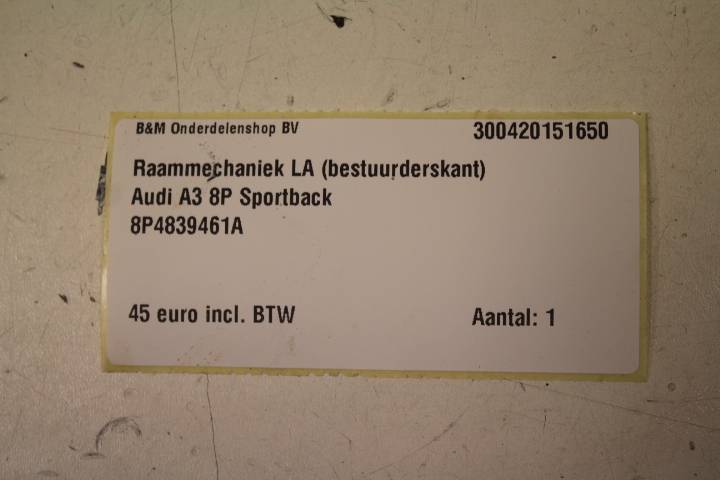 B&M Onderdelenshop BV 300420151650
Raammechaniek LA (bestuurderskant)
Audi A3 8P Sportback
8P4839461A
45 euro incl. BTW Aantal: 1